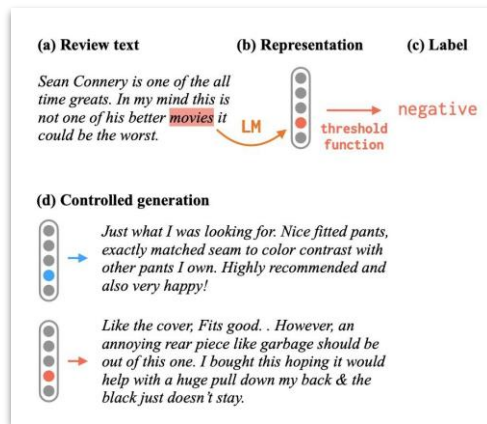 (a) Review text
(b) Representation
(c) Label
Sean Connery is one of the all
time greats. In my mind this is
not one of his better movies it
could be the worst.
LM
threshold
function
negative
(d) Controlled generation
Just what I was looking for. Nice fitted pants,
exactly matched seam to color contrast with
other pants I own. Highly recommended and
also very happy!
Like the cover, Fits good. . However, an
annoying rear piece like garbage should be
out of this one. I bought this hoping it would
help with a huge pull down my back & the
black just doesn't stay.